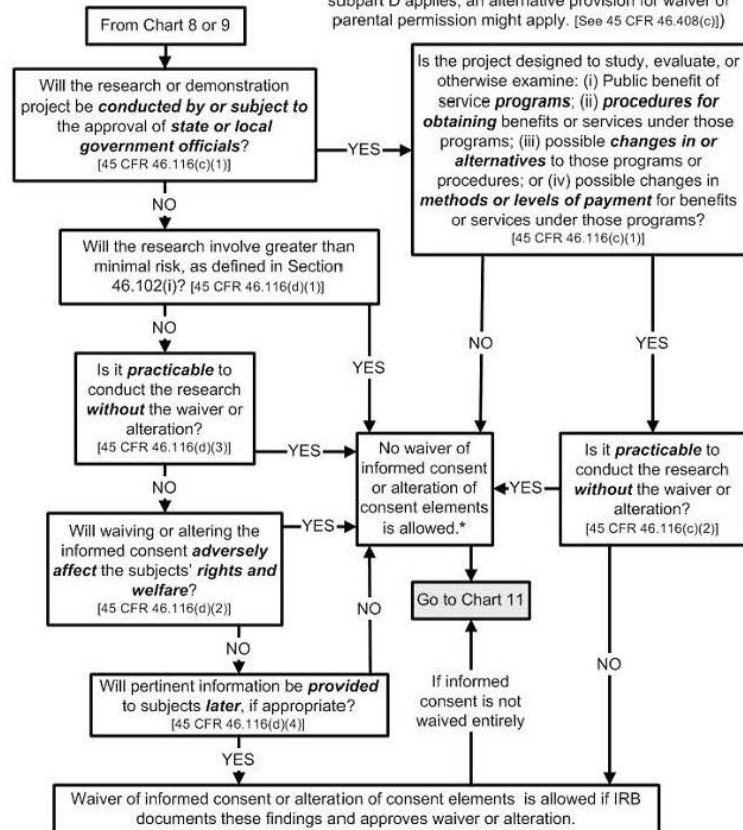 subpart D applies, an alternative provision for waiver of
parental permission might apply. [See 45 CFR 46.408(c)])
From Chart 8 or 9
Will the research or demonstration
project be conducted by or subject to
the approval of state or local
government officials?
[45 CFR 46.116(c)(1)]
YES
Is the project designed to study, evaluate, or
otherwise examine: (i) Public benefit of
service programs; (ii) procedures for
obtaining benefits or services under those
programs; (iii) possible changes in or
alternatives to those programs or
procedures; or (iv) possible changes in
methods or levels of payment for benefits
or services under those programs?
[45 CFR 46.116(c)(1)]
NO
Will the research involve greater than
minimal risk, as defined in Section
46.102(i)? [45 CFR 46.116(d)(1)]
NO
YES
NO
YES
Is it practicable to
conduct the research
without the waiver or
alteration?
[45 CFR 46.116(d)(3)]
YES
No waiver of
informed consent
or alteration of
consent elements
is allowed.*
YES
Is it practicable to
conduct the research
without the waiver or
alteration?
[45 CFR 46.116(c)(2)]
NO
Will waiving or altering the
informed consent adversely
affect the subjects' rights and
welfare?
[45 CFR 46.116(d)(2)]
YES
Go to Chart 11
NO
NO
NO
Will pertinent information be provided
to subjects later, if appropriate?
[45 CFR 46.116(d)(4)]
If informed
consent is not
waived entirely
YES
Waiver of informed consent or alteration of consent elements is allowed if IRB
documents these findings and approves waiver or alteration.